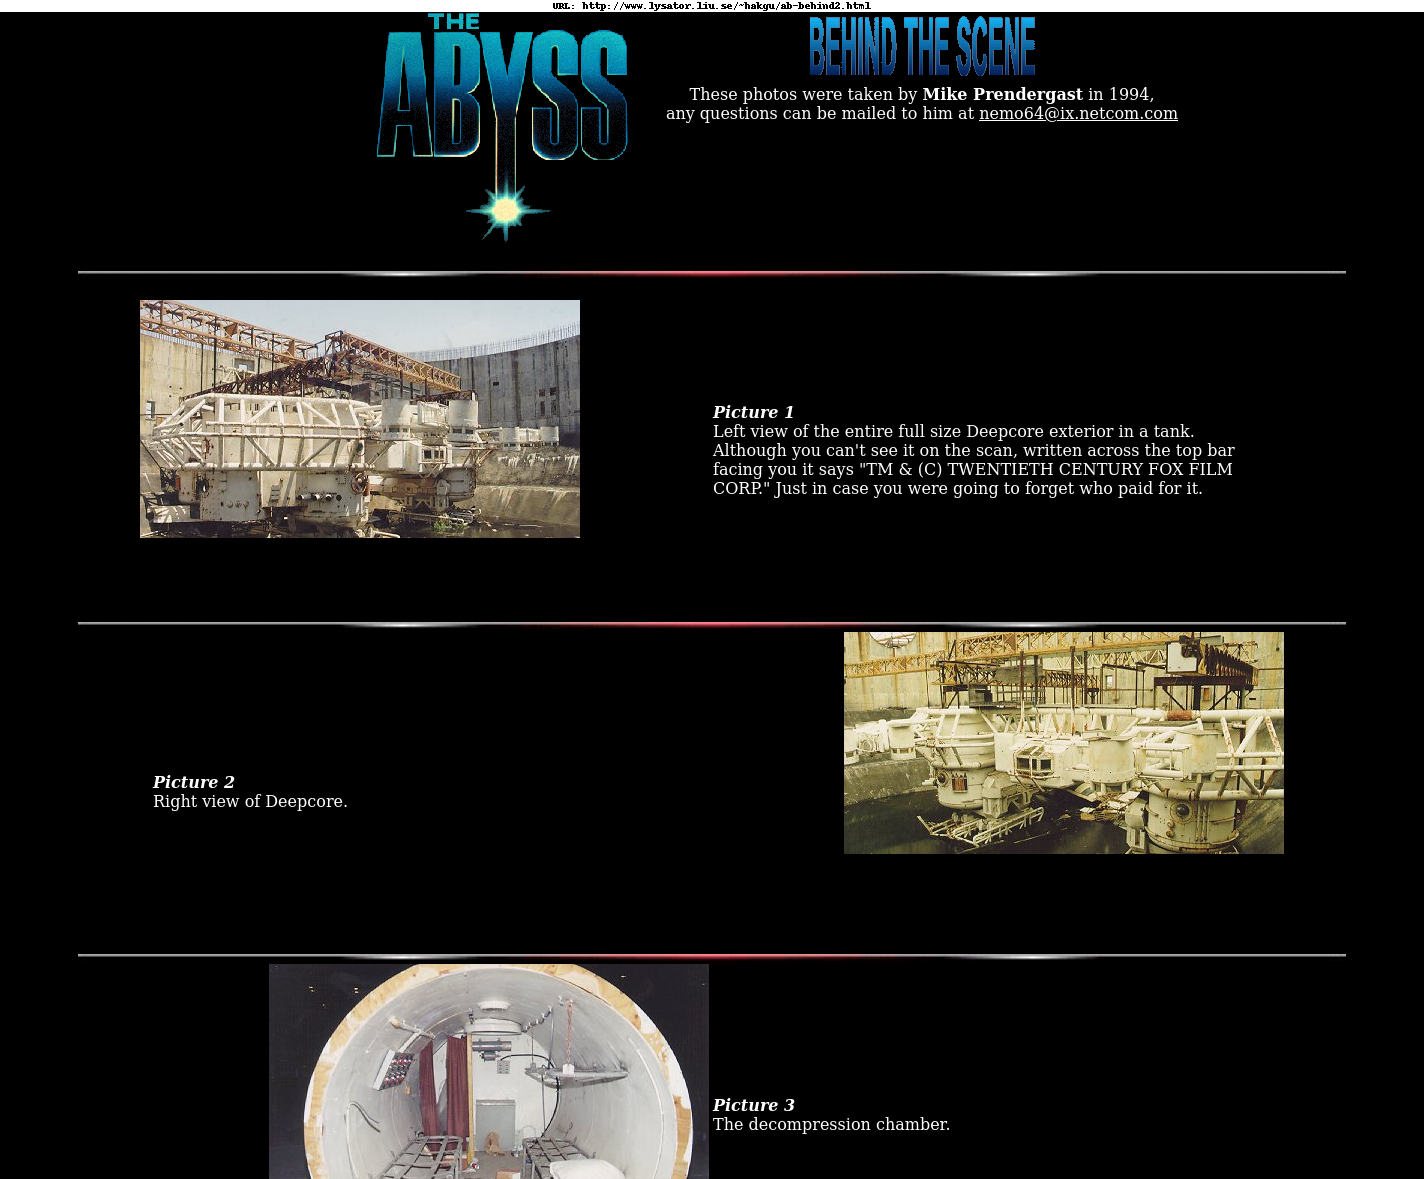 URL: http://www.lysator.liu.se/~hakgu/ab-behind2.html
THE
ABYSS
BEHIND THE SCENE
These photos were taken by Mike Prendergast in 1994,
any questions can be mailed to him at nemo64@ix.netcom.com
Picture 1
Left view of the entire full size Deepcore exterior in a tank.
Although you can't see it on the scan, written across the top bar
facing you it says "TM & (C) TWENTIETH CENTURY FOX FILM
CORP." Just in case you were going to forget who paid for it.
Picture 2
Right view of Deepcore.
Picture 3
The decompression chamber.